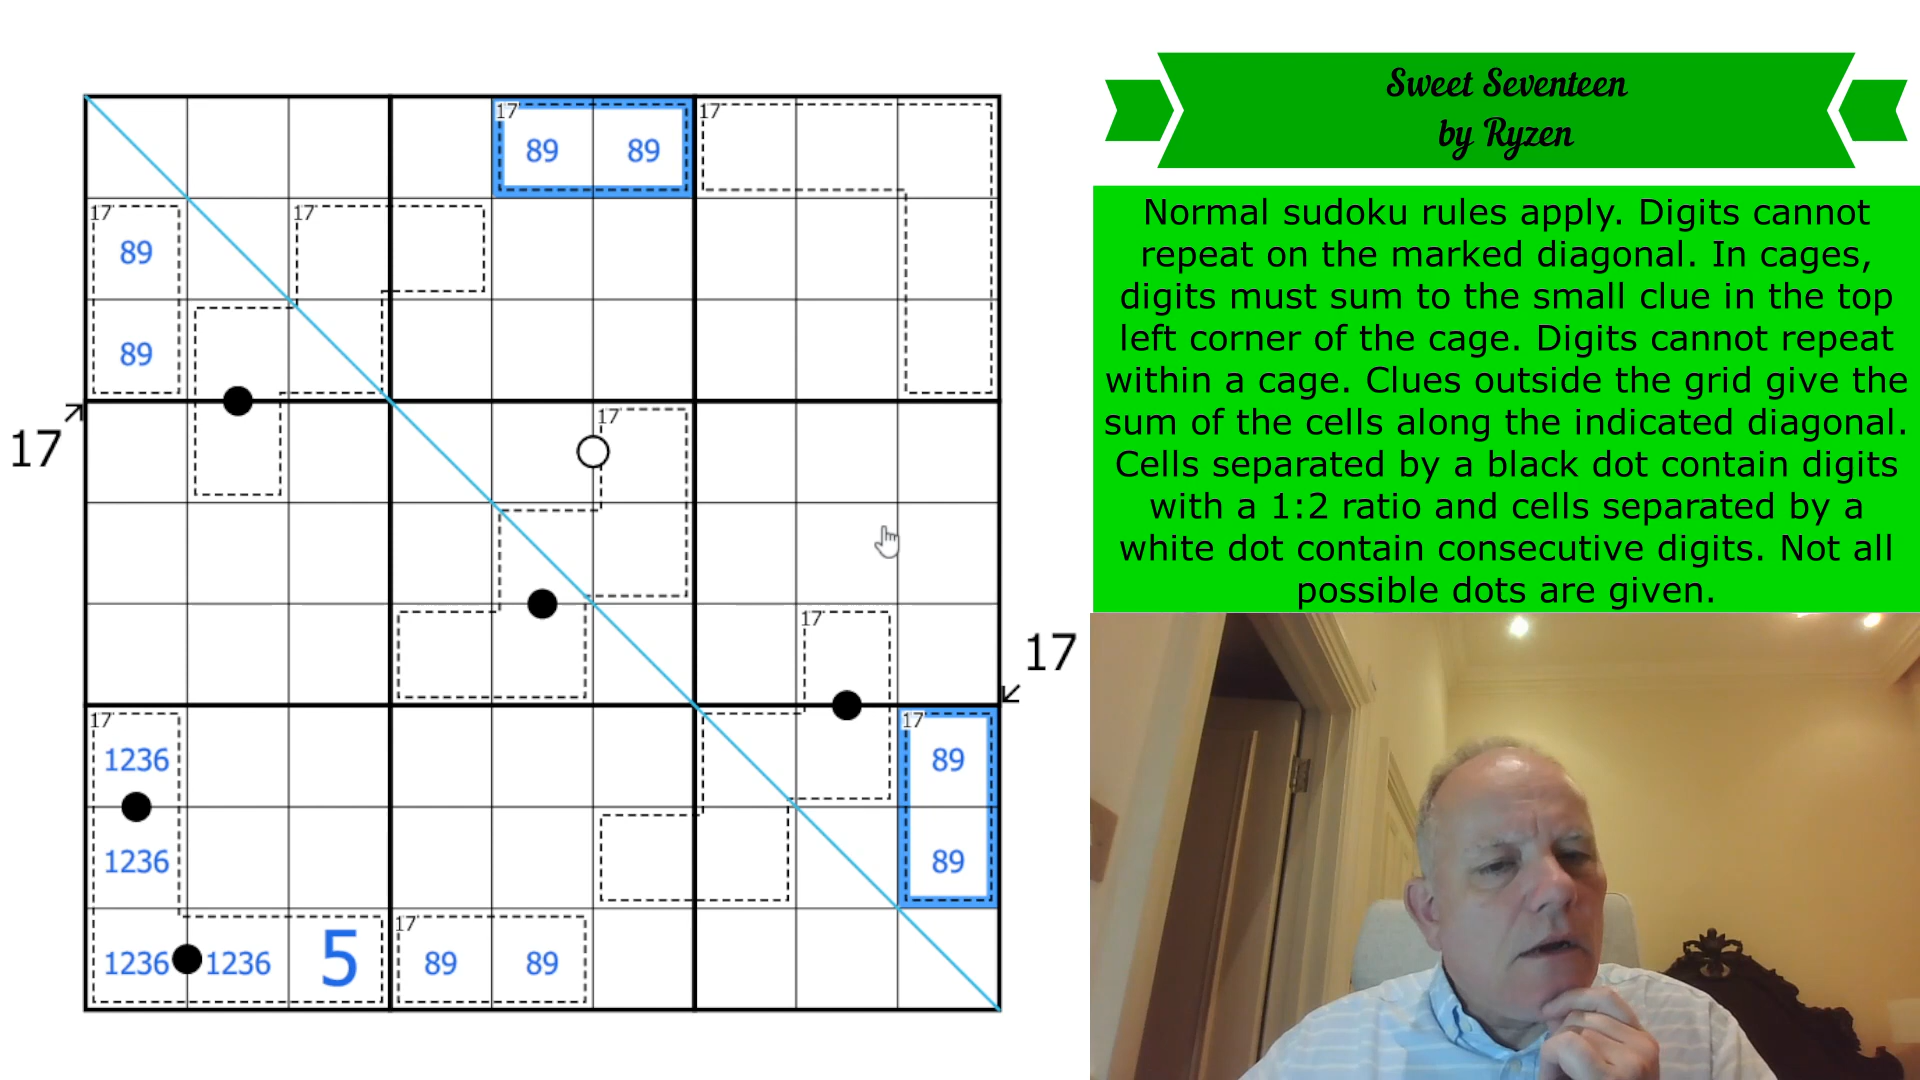 Sweet Seventeen
by Ryzen
Normal sudoku rules apply. Digits cannot
repeat on the marked diagonal. In cages,
digits must sum to the small clue in the top
left corner of the cage. Digits cannot repeat
within a cage. Clues outside the grid give the
sum of the cells along the indicated diagonal.
Cells separated by a black dot contain digits
with a 1:2 ratio and cells separated by a
white dot contain consecutive digits. Not all
possible dots are given.
17 17
89 89
17 17
89
89
17
17
17
17
17 17
1236 89
1236 89
17
1236 1236 5 89 89